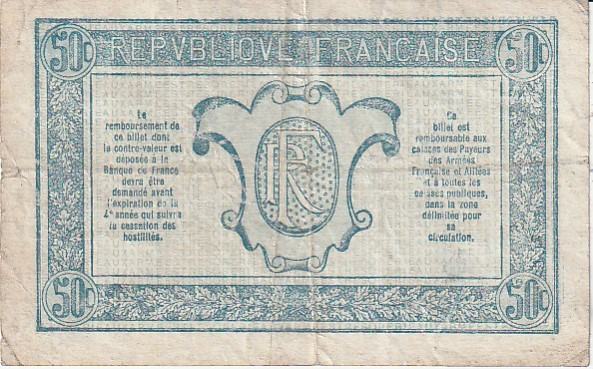 50c
REPVBLIQVE FRANÇAISE
50c
Le
remboursement de
ce billet dont
la contre-valeur est
déposée à la
Banque de France
devra être
demandé avant
l'expiration de la
4e année qui suivra
la cessation des
hostilités.
RF
Ce
billet est
remboursable aux
caisses des Payeurs
des Armées
Française et Alliées
et à toutes les
caisses publiques,
dans la zone
délimitée pour
sa
circulation.
50c
50c